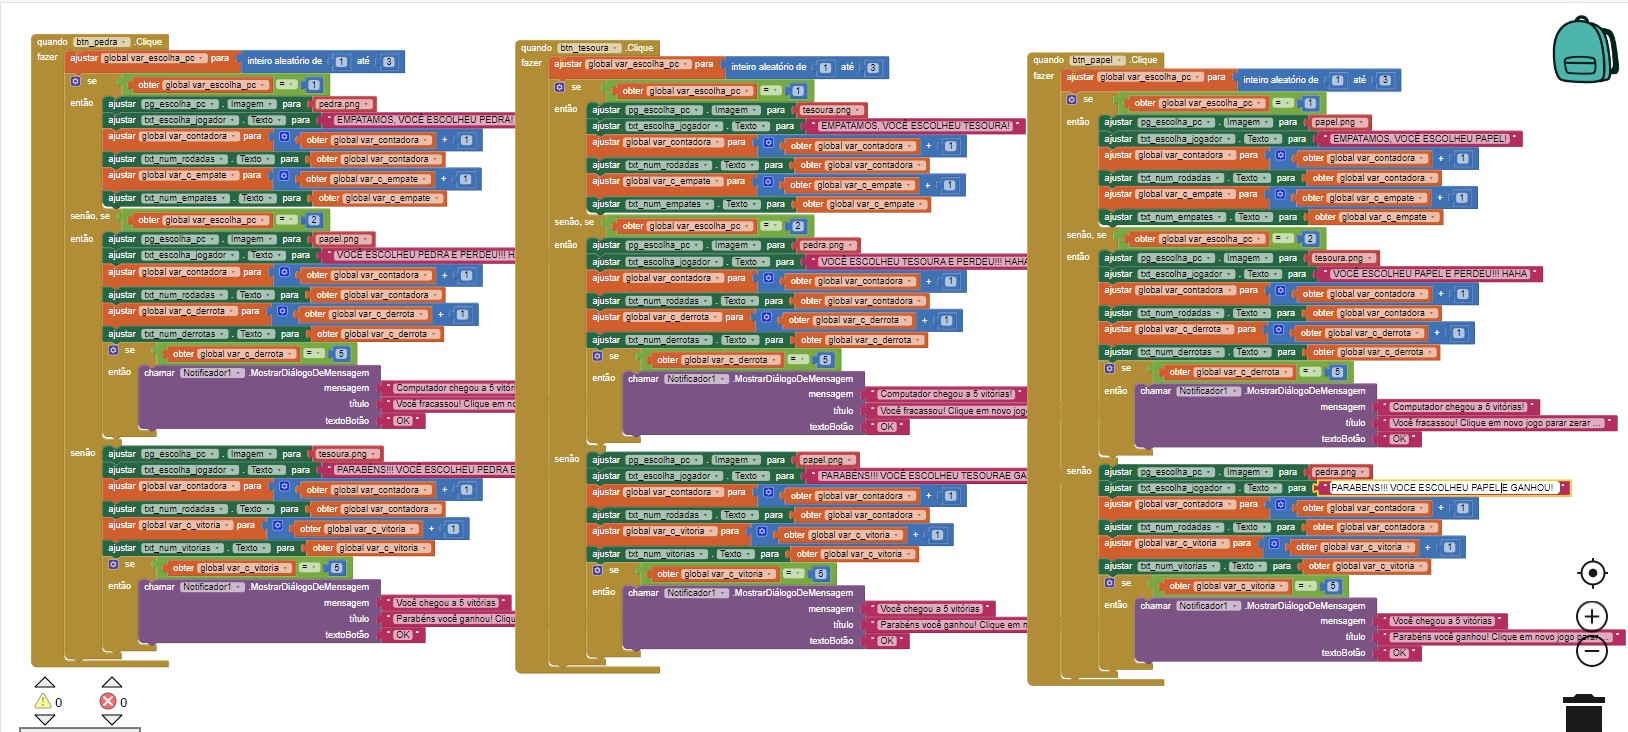 quando btn_pedra .Clique
fazer ajustar global var_escolha_pc para inteiro aleatório de 1 até 3
se obter global var_escolha_pc = 1
então ajustar pg_escolha_pc . Imagem para pedra.png
ajustar txt_escolha_jogador . Texto para " EMPATAMOS, VOCÊ ESCOLHEU PEDRA!
ajustar global var_contadora para obter global var_contadora + 1
ajustar txt_num_rodadas . Texto para obter global var_contadora
ajustar global var_c_empate para obter global var_c_empate + 1
ajustar txt_num_empates . Texto para obter global var_c_empate
senão, se obter global var_escolha_pc = 2
então ajustar pg_escolha_pc . Imagem para papel.png
ajustar txt_escolha_jogador . Texto para " VOCÊ ESCOLHEU PEDRA E PERDEU!!! H
ajustar global var_contadora para obter global var_contadora + 1
ajustar txt_num_rodadas . Texto para obter global var_contadora
ajustar global var_c_derrota para obter global var_c_derrota + 1
ajustar txt_num_derrotas . Texto para obter global var_c_derrota
se obter global var_c_derrota = 5
então chamar Notificador1 .MostrarDiálogoDeMensagem
mensagem " Computador chegou a 5 vitóri
título " Você fracassou! Clique em no
textoBotão " OK "
senão ajustar pg_escolha_pc . Imagem para tesoura.png
ajustar txt_escolha_jogador . Texto para " PARABÉNS!!! VOCÊ ESCOLHEU PEDRA E
ajustar global var_contadora para obter global var_contadora + 1
ajustar txt_num_rodadas . Texto para obter global var_contadora
ajustar global var_c_vitoria para obter global var_c_vitoria + 1
ajustar txt_num_vitorias . Texto para obter global var_c_vitoria
se obter global var_c_vitoria = 5
então chamar Notificador1 .MostrarDiálogoDeMensagem
mensagem " Você chegou a 5 vitórias "
título " Parabéns você ganhou! Cliqu
textoBotão " OK "
0 0
quando btn_tesoura .Clique
fazer ajustar global var_escolha_pc para inteiro aleatório de 1 até 3
se obter global var_escolha_pc = 1
então ajustar pg_escolha_pc . Imagem para tesoura.png
ajustar txt_escolha_jogador . Texto para " EMPATAMOS, VOCÊ ESCOLHEU TESOURA! "
ajustar global var_contadora para obter global var_contadora + 1
ajustar txt_num_rodadas . Texto para obter global var_contadora
ajustar global var_c_empate para obter global var_c_empate + 1
ajustar txt_num_empates . Texto para obter global var_c_empate
senão, se obter global var_escolha_pc = 2
então ajustar pg_escolha_pc . Imagem para pedra.png
ajustar txt_escolha_jogador . Texto para " VOCÊ ESCOLHEU TESOURA E PERDEU!!! HAHA
ajustar global var_contadora para obter global var_contadora + 1
ajustar txt_num_rodadas . Texto para obter global var_contadora
ajustar global var_c_derrota para obter global var_c_derrota + 1
ajustar txt_num_derrotas . Texto para obter global var_c_derrota
se obter global var_c_derrota = 5
então chamar Notificador1 .MostrarDiálogoDeMensagem
mensagem " Computador chegou a 5 vitórias! "
título " Você fracassou! Clique em novo jog
textoBotão " OK "
senão ajustar pg_escolha_pc . Imagem para papel.png
ajustar txt_escolha_jogador . Texto para " PARABÉNS!!! VOCÊ ESCOLHEU TESOURAE GA
ajustar global var_contadora para obter global var_contadora + 1
ajustar txt_num_rodadas . Texto para obter global var_contadora
ajustar global var_c_vitoria para obter global var_c_vitoria + 1
ajustar txt_num_vitorias . Texto para obter global var_c_vitoria
se obter global var_c_vitoria = 5
então chamar Notificador1 .MostrarDiálogoDeMensagem
mensagem " Você chegou a 5 vitórias "
título " Parabéns você ganhou! Clique em n
textoBotão " OK "
quando btn_papel .Clique
fazer ajustar global var_escolha_pc para inteiro aleatório de 1 até 3
se obter global var_escolha_pc = 1
então ajustar pg_escolha_pc . Imagem para papel.png
ajustar txt_escolha_jogador . Texto para " EMPATAMOS, VOCÊ ESCOLHEU PAPEL! "
ajustar global var_contadora para obter global var_contadora + 1
ajustar txt_num_rodadas . Texto para obter global var_contadora
ajustar global var_c_empate para obter global var_c_empate + 1
ajustar txt_num_empates . Texto para obter global var_c_empate
senão, se obter global var_escolha_pc = 2
então ajustar pg_escolha_pc . Imagem para tesoura.png
ajustar txt_escolha_jogador . Texto para " VOCÊ ESCOLHEU PAPEL E PERDEU!!! HAHA "
ajustar global var_contadora para obter global var_contadora + 1
ajustar txt_num_rodadas . Texto para obter global var_contadora
ajustar global var_c_derrota para obter global var_c_derrota + 1
ajustar txt_num_derrotas . Texto para obter global var_c_derrota
se obter global var_c_derrota = 5
então chamar Notificador1 .MostrarDiálogoDeMensagem
mensagem " Computador chegou a 5 vitórias! "
título " Você fracassou! Clique em novo jogo parar zerar ... "
textoBotão " OK "
senão ajustar pg_escolha_pc . Imagem para pedra.png
ajustar txt_escolha_jogador . Texto para " PARABÉNS!!! VOCÊ ESCOLHEU PAPEL E GANHOU! "
ajustar global var_contadora para obter global var_contadora + 1
ajustar txt_num_rodadas . Texto para obter global var_contadora
ajustar global var_c_vitoria para obter global var_c_vitoria + 1
ajustar txt_num_vitorias . Texto para obter global var_c_vitoria
se obter global var_c_vitoria = 5
então chamar Notificador1 .MostrarDiálogoDeMensagem
mensagem " Você chegou a 5 vitórias "
título " Parabéns você ganhou! Clique em novo jogo parar ... "
textoBotão " OK "